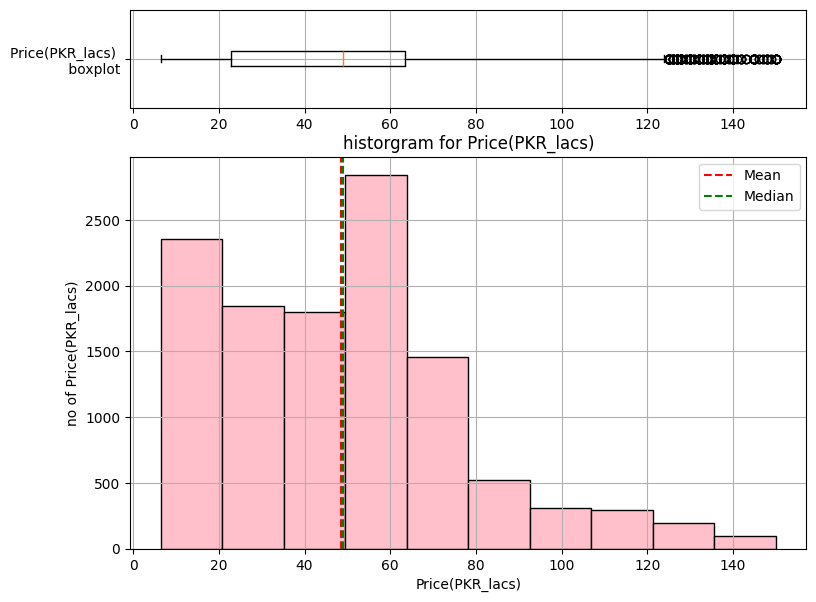 Price(PKR_lacs)
boxplot
0 20 40 60 80 100 120 140
historgram for Price(PKR_lacs)
Mean
Median
2500
2000
1500
1000
500
0
no of Price(PKR_lacs)
0 20 40 60 80 100 120 140
Price(PKR_lacs)